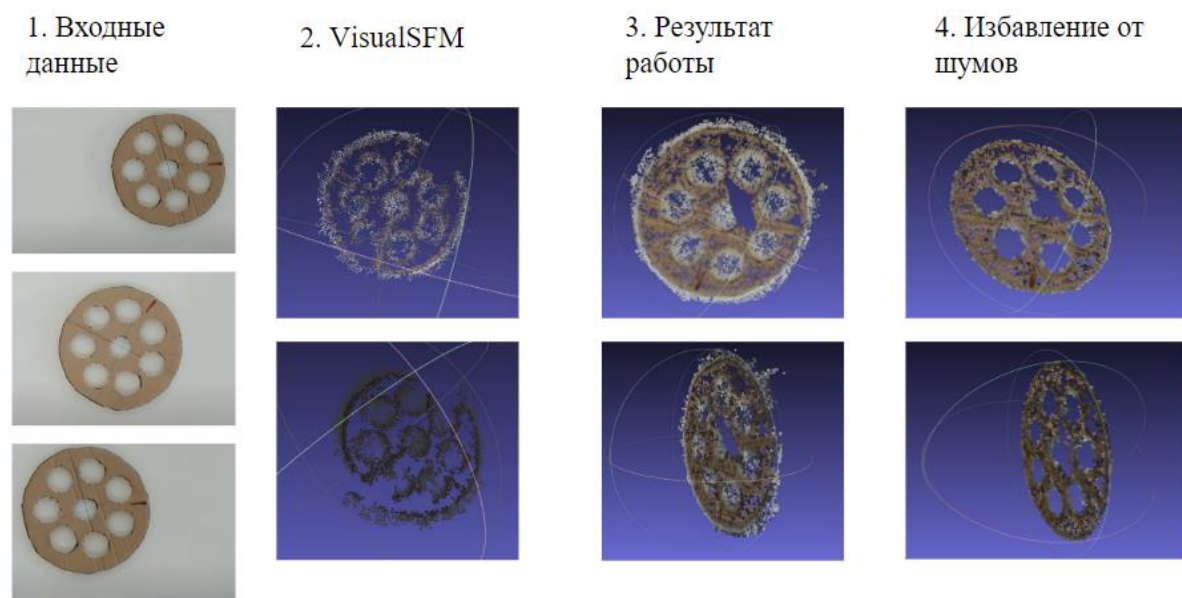 1. Входные
данные
2. VisualSFM
3. Результат
работы
4. Избавление от
шумов